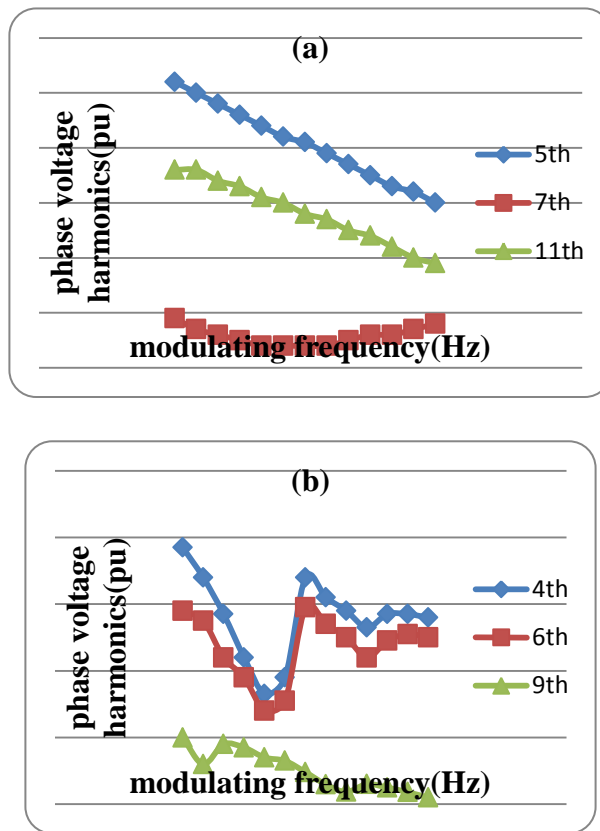 (a)
phase voltage
harmonics(pu)
5th
7th
11th
modulating frequency(Hz)
(b)
phase voltage
harmonics(pu)
4th
6th
9th
modulating frequency(Hz)